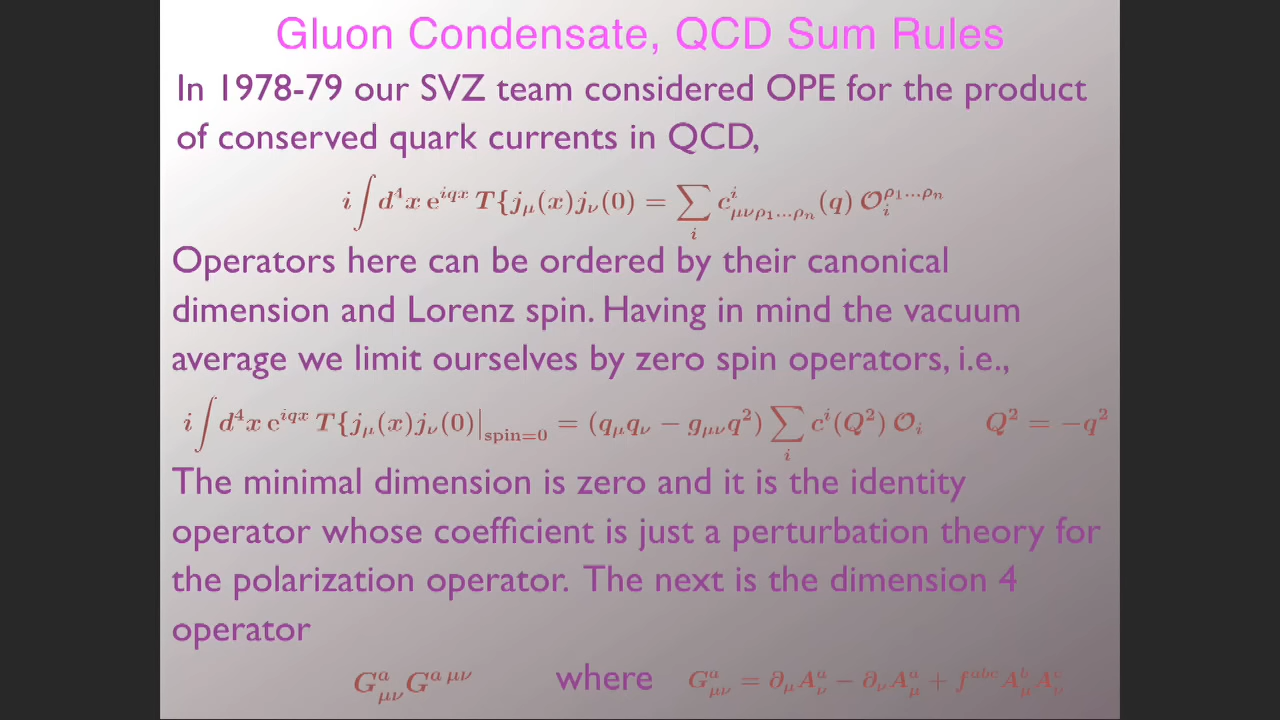 Gluon Condensate, QCD Sum Rules
In 1978-79 our SVZ team considered OPE for the product
of conserved quark currents in QCD,
i∫d⁴x e^{iqx} T{j_μ(x)j_ν(0) = ∑_i c^i_{μνρ₁…ρₙ}(q) 𝒪_i^{ρ₁…ρₙ}
Operators here can be ordered by their canonical
dimension and Lorenz spin. Having in mind the vacuum
average we limit ourselves by zero spin operators, i.e.,
i∫d⁴x e^{iqx} T{j_μ(x)j_ν(0)|_{spin=0} = (q_μq_ν − g_{μν}q²) ∑_i c^i(Q²) 𝒪_i Q² = −q²
The minimal dimension is zero and it is the identity
operator whose coefficient is just a perturbation theory for
the polarization operator. The next is the dimension 4
operator
G^a_{μν}G^{a μν} where G^a_{μν} = ∂_μA^a_ν − ∂_νA^a_μ + f^{abc}A^b_μA^c_ν